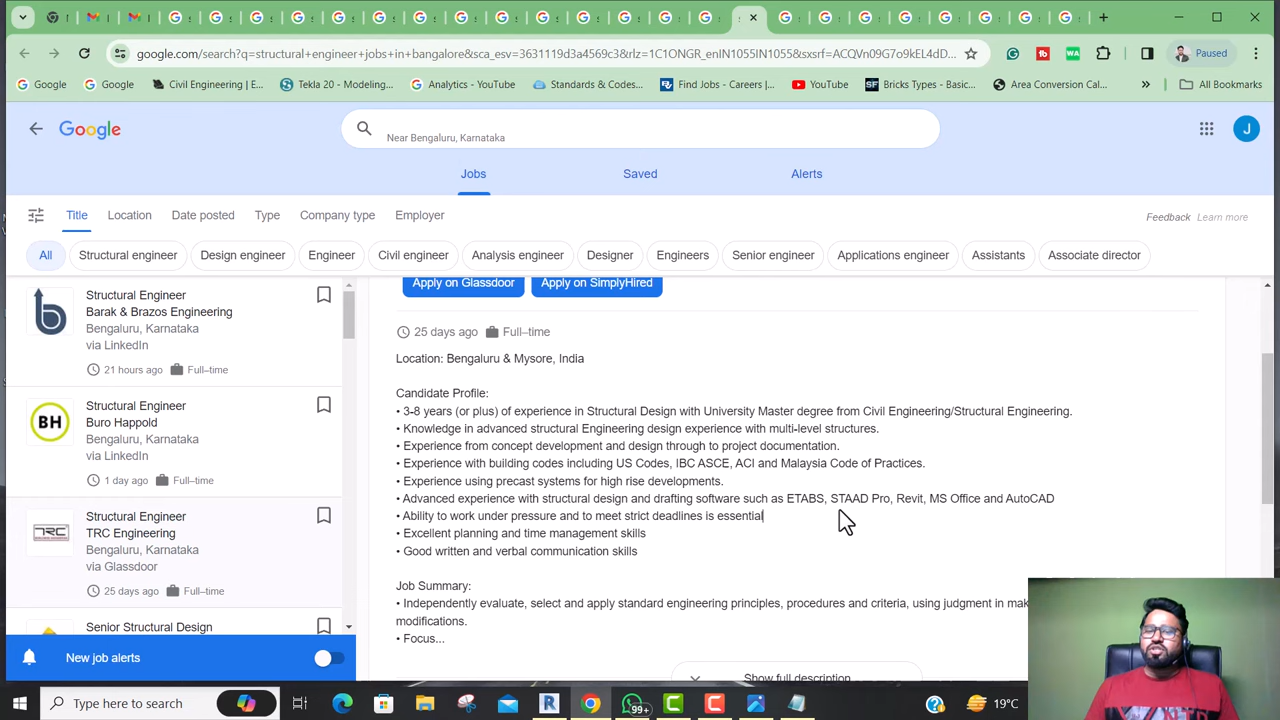 google.com/search?q=structural+engineer+jobs+in+bangalore&sca_esv=3631119d3a4569c3&rlz=1C1ONGR_enIN1055IN1055&sxsrf=ACQVn09G7o9kEL4dD...
Paused
Google
Google
Civil Engineering | E...
Tekla 20 - Modeling...
Analytics - YouTube
Standards & Codes...
Find Jobs - Careers |...
YouTube
Bricks Types - Basic...
Area Conversion Cal...
All Bookmarks
Google
Near Bengaluru, Karnataka
J
Jobs
Saved
Alerts
Title
Location
Date posted
Type
Company type
Employer
Feedback
Learn more
All
Structural engineer
Design engineer
Engineer
Civil engineer
Analysis engineer
Designer
Engineers
Senior engineer
Applications engineer
Assistants
Associate director
Structural Engineer
Barak & Brazos Engineering
Bengaluru, Karnataka
via LinkedIn
21 hours ago
Full–time
BH
Structural Engineer
Buro Happold
Bengaluru, Karnataka
via LinkedIn
1 day ago
Full–time
TRC
Structural Engineer
TRC Engineering
Bengaluru, Karnataka
via Glassdoor
25 days ago
Full–time
Senior Structural Design
New job alerts
Apply on Glassdoor
Apply on SimplyHired
25 days ago
Full–time
Location: Bengaluru & Mysore, India
Candidate Profile:
• 3-8 years (or plus) of experience in Structural Design with University Master degree from Civil Engineering/Structural Engineering.
• Knowledge in advanced structural Engineering design experience with multi-level structures.
• Experience from concept development and design through to project documentation.
• Experience with building codes including US Codes, IBC ASCE, ACI and Malaysia Code of Practices.
• Experience using precast systems for high rise developments.
• Advanced experience with structural design and drafting software such as ETABS, STAAD Pro, Revit, MS Office and AutoCAD
• Ability to work under pressure and to meet strict deadlines is essential
• Excellent planning and time management skills
• Good written and verbal communication skills
Job Summary:
• Independently evaluate, select and apply standard engineering principles, procedures and criteria, using judgment in
modifications.
• Focus...
Show full description
Type here to search
99+
19°C